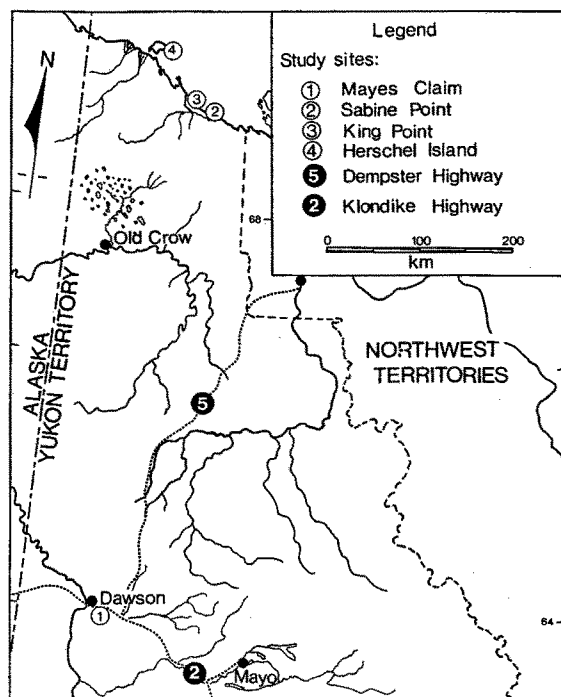 Legend
Study sites:
① Mayes Claim
② Sabine Point
③ King Point
④ Herschel Island
❺ Dempster Highway
❷ Klondike Highway
0 100 200
km
N
4
3
2
68
Old Crow
ALASKA
YUKON TERRITORY
NORTHWEST
TERRITORIES
5
Dawson
1
64
2
Mayo